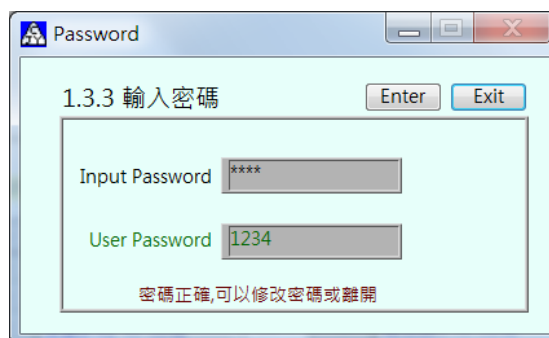 Password
1.3.3 輸入密碼 Enter Exit
Input Password ****
User Password 1234
密碼正確,可以修改密碼或離開